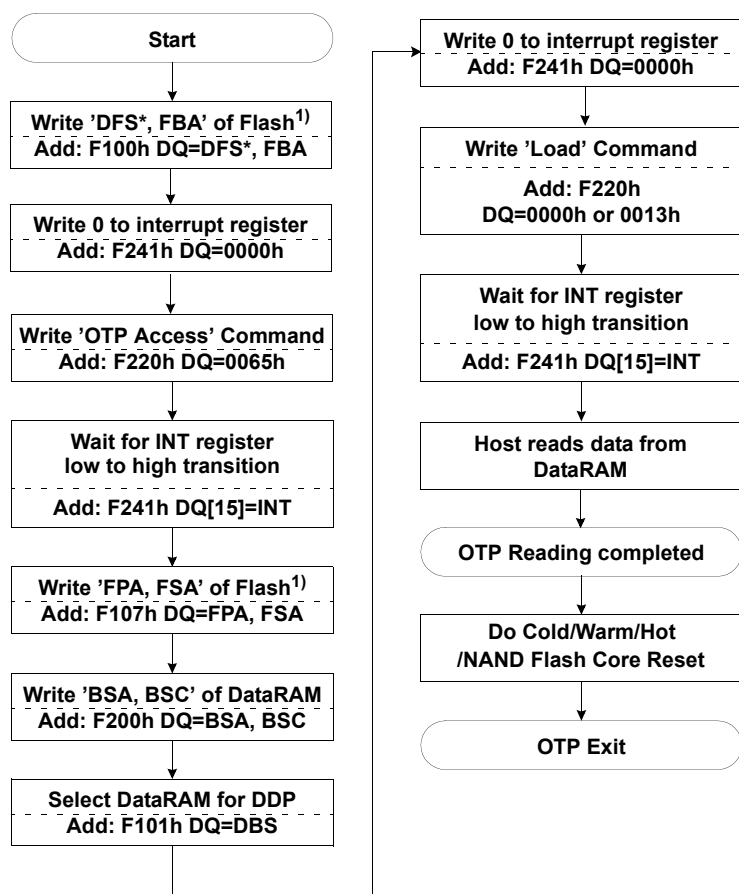 Start
Write 'DFS*, FBA' of Flash1)
Add: F100h DQ=DFS*, FBA
Write 0 to interrupt register
Add: F241h DQ=0000h
Write 'OTP Access' Command
Add: F220h DQ=0065h
Wait for INT register
low to high transition
Add: F241h DQ[15]=INT
Write 'FPA, FSA' of Flash1)
Add: F107h DQ=FPA, FSA
Write 'BSA, BSC' of DataRAM
Add: F200h DQ=BSA, BSC
Select DataRAM for DDP
Add: F101h DQ=DBS
Write 0 to interrupt register
Add: F241h DQ=0000h
Write 'Load' Command
Add: F220h
DQ=0000h or 0013h
Wait for INT register
low to high transition
Add: F241h DQ[15]=INT
Host reads data from
DataRAM
OTP Reading completed
Do Cold/Warm/Hot
/NAND Flash Core Reset
OTP Exit